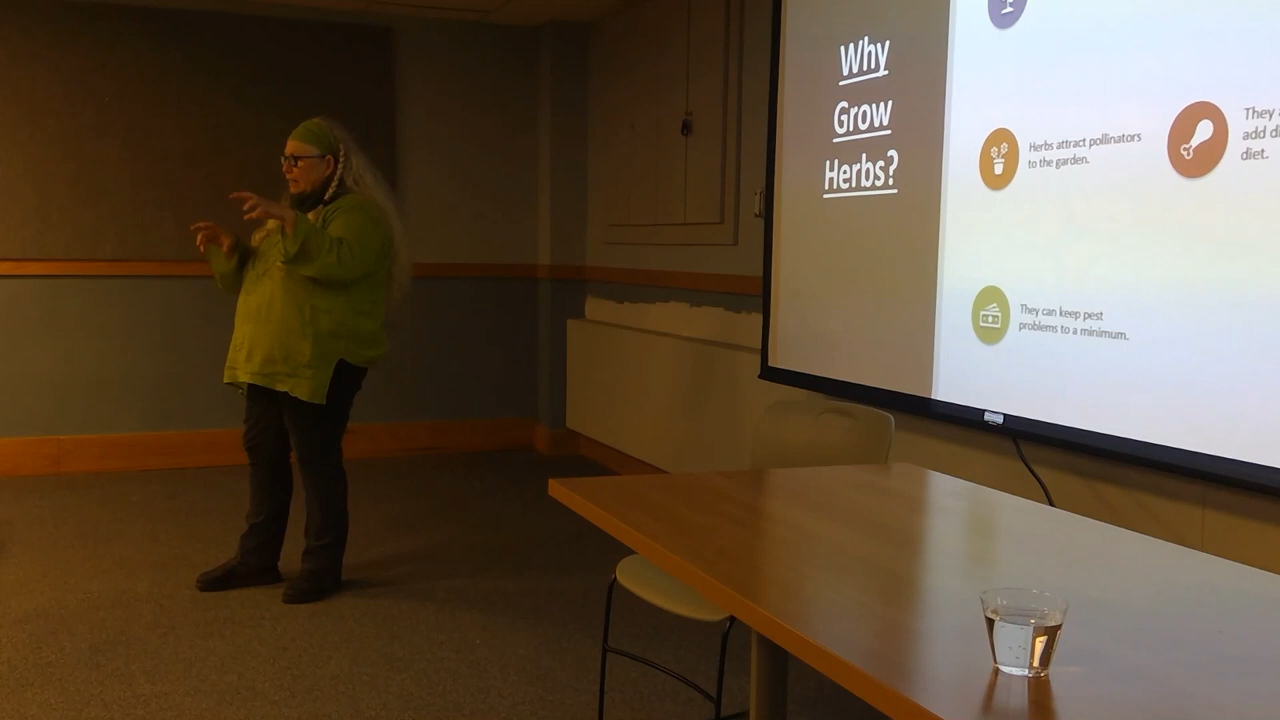 Why
Grow
Herbs?
Herbs attract pollinators
to the garden.
They
add
diet.
They can keep pest
problems to a minimum.